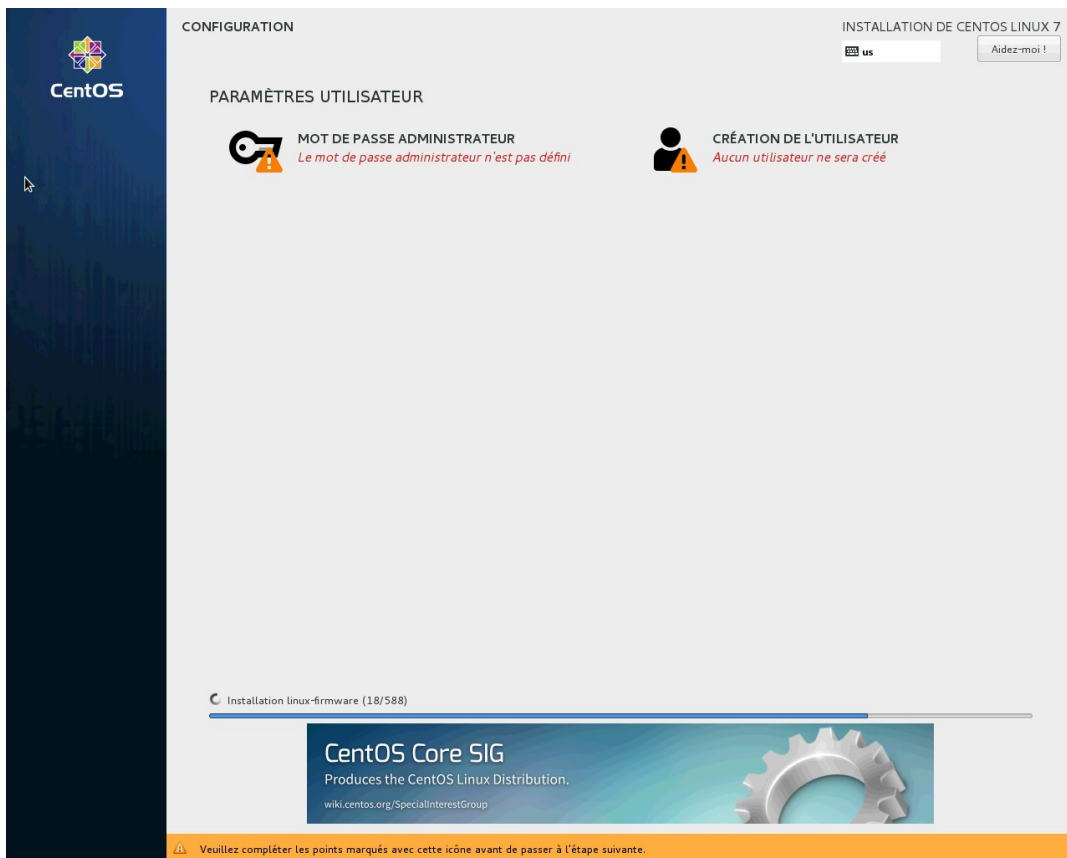 CentOS
CONFIGURATION
INSTALLATION DE CENTOS LINUX 7
us
Aidez-moi !
PARAMÈTRES UTILISATEUR
MOT DE PASSE ADMINISTRATEUR
Le mot de passe administrateur n'est pas défini
CRÉATION DE L'UTILISATEUR
Aucun utilisateur ne sera créé
Installation linux-firmware (18/588)
CentOS Core SIG
Produces the CentOS Linux Distribution.
wiki.centos.org/SpecialInterestGroup
Veuillez compléter les points marqués avec cette icône avant de passer à l'étape suivante.